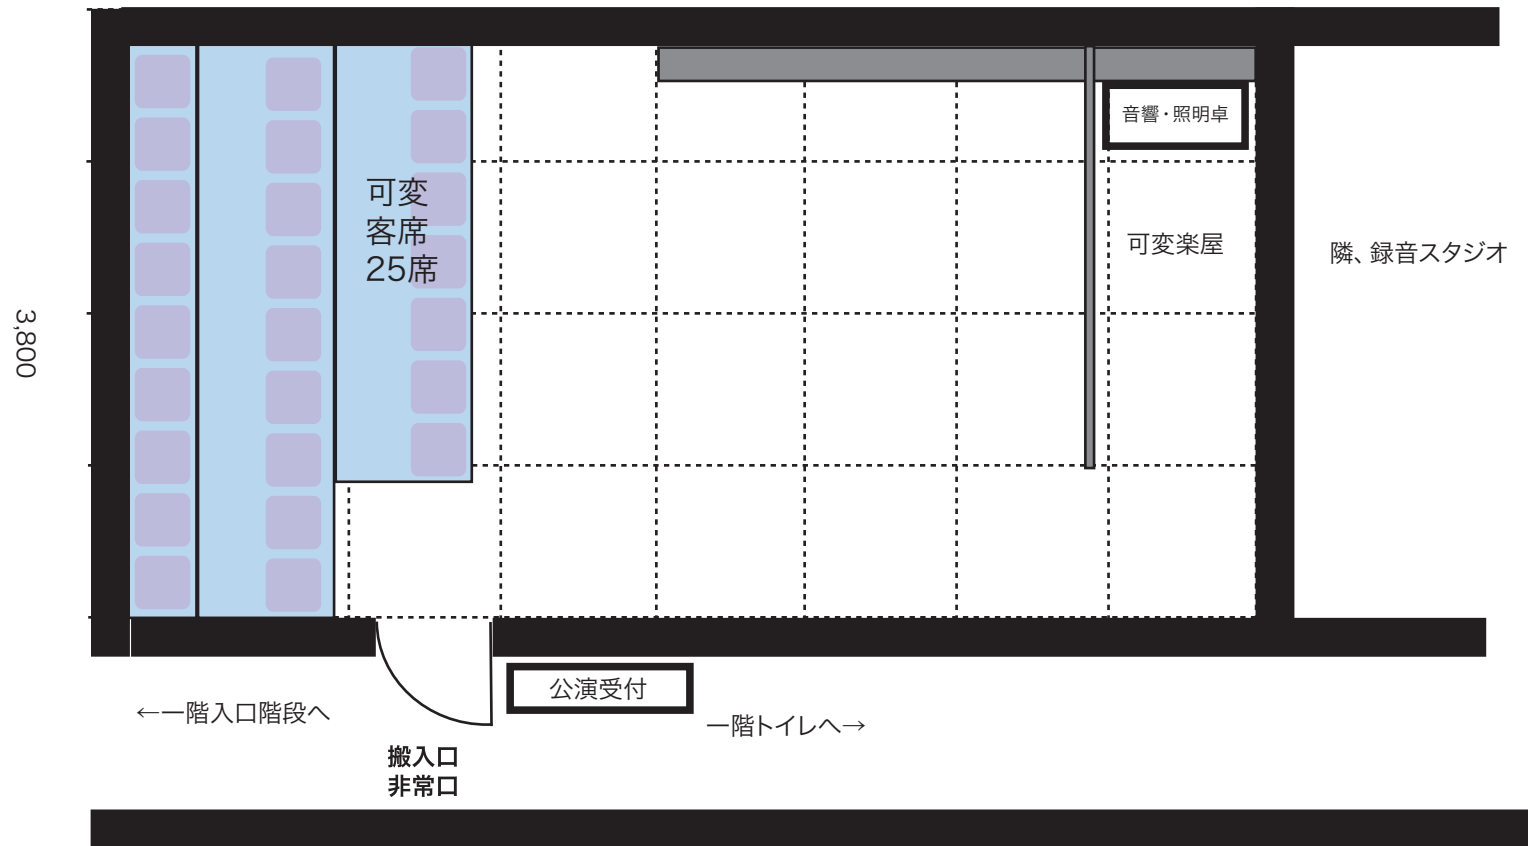 音響・照明卓
可変
客席
25席
可変楽屋
隣、録音スタジオ
3,800
公演受付
←一階入口階段へ
一階トイレへ→
搬入口
非常口